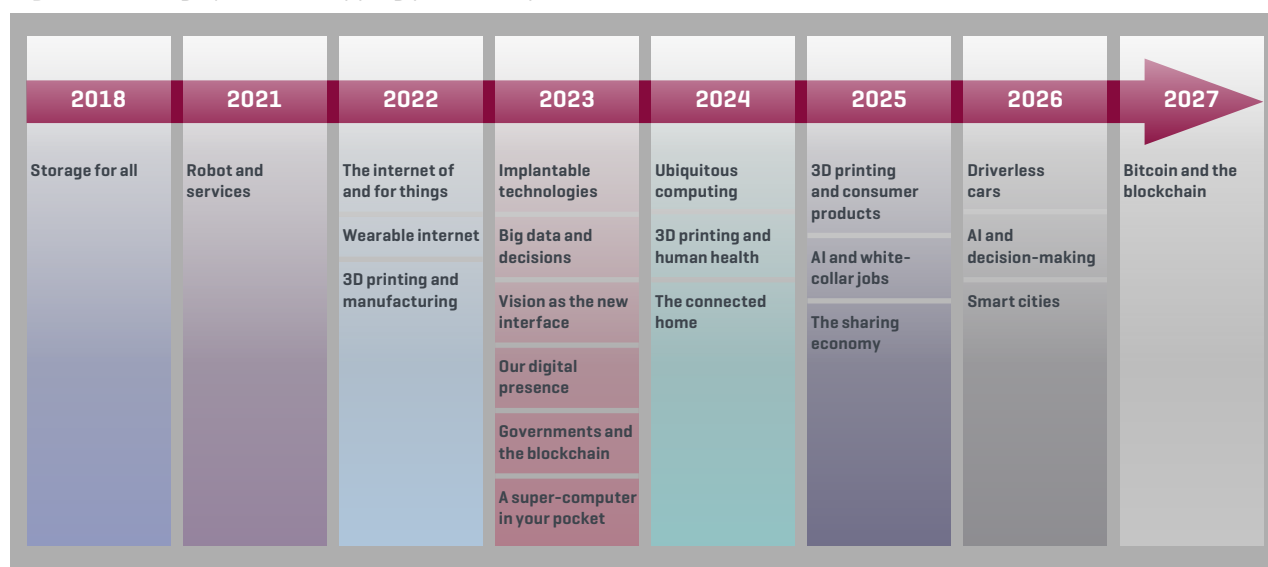 2018
2021
2022
2023
2024
2025
2026
2027
Storage for all
Robot and
services
The internet of
and for things
Wearable internet
3D printing and
manufacturing
Implantable
technologies
Big data and
decisions
Vision as the new
interface
Our digital
presence
Governments and
the blockchain
A super-computer
in your pocket
Ubiquitous
computing
3D printing and
human health
The connected
home
3D printing
and consumer
products
AI and white-
collar jobs
The sharing
economy
Driverless
cars
AI and
decision-making
Smart cities
Bitcoin and the
blockchain